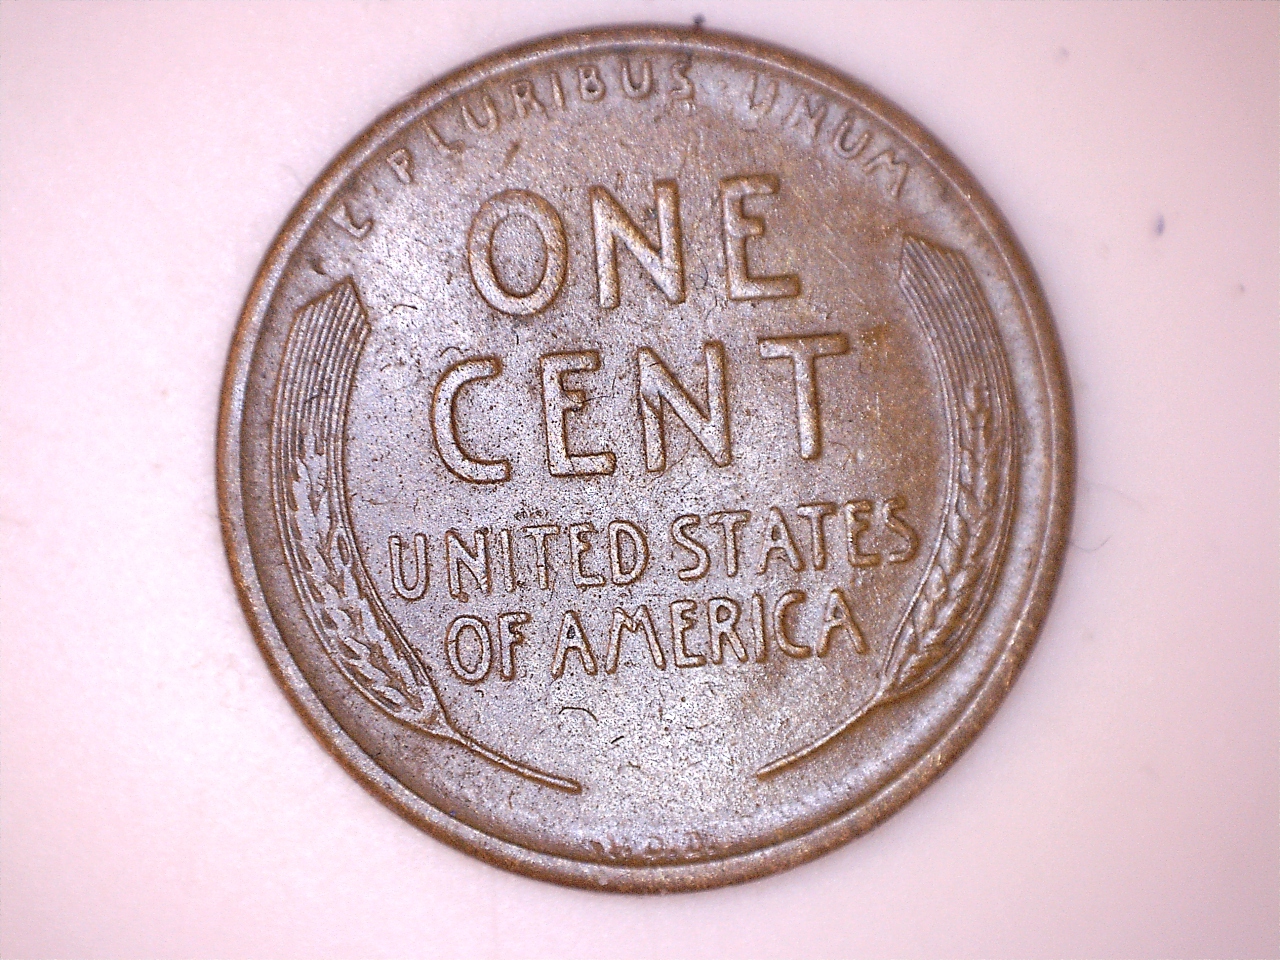 E PLURIBUS · UNUM
ONE
CENT
UNITED STATES
OF AMERICA